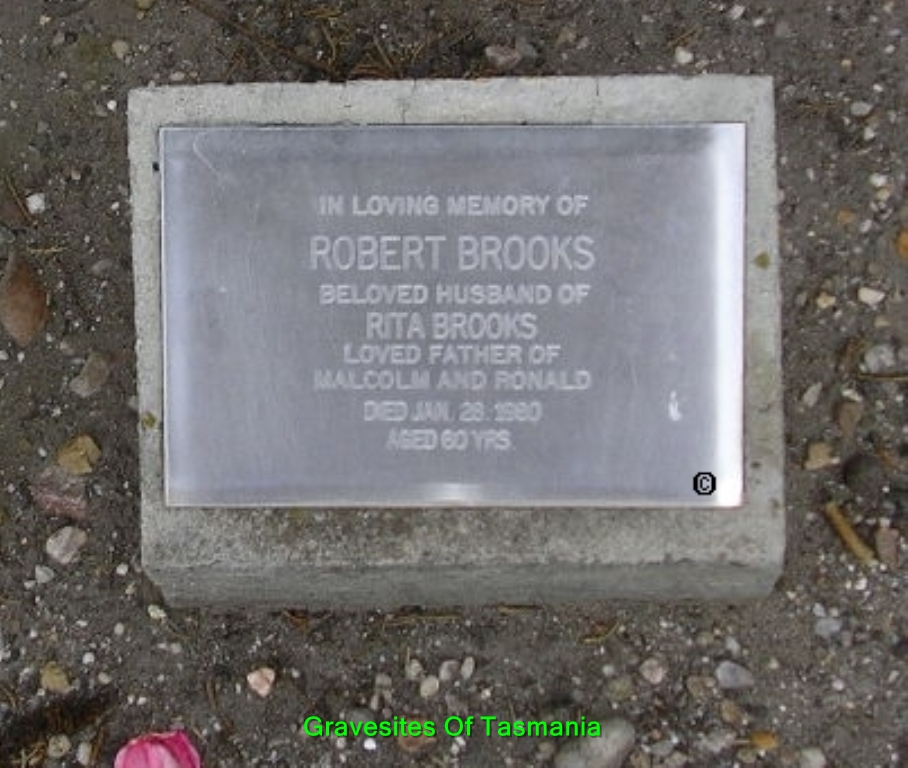 IN LOVING MEMORY OF
ROBERT BROOKS
BELOVED HUSBAND OF
RITA BROOKS
LOVED FATHER OF
MALCOLM AND RONALD
DIED JAN. 28 1980
AGED 60 YRS.
©
Gravesites Of Tasmania